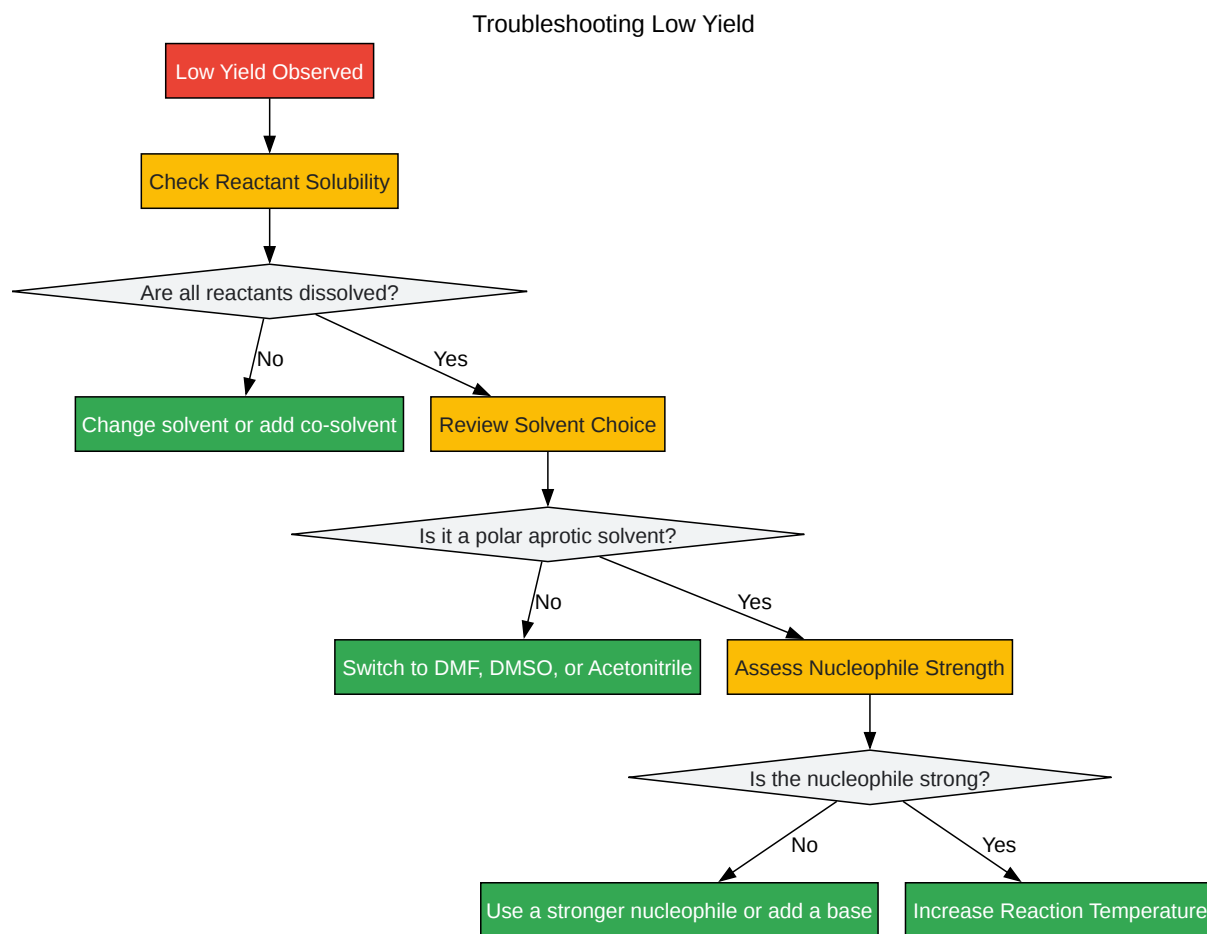 Troubleshooting Low Yield
Low Yield Observed
Check Reactant Solubility
Are all reactants dissolved?
No
Yes
Change solvent or add co-solvent
Review Solvent Choice
Is it a polar aprotic solvent?
No
Yes
Switch to DMF, DMSO, or Acetonitrile
Assess Nucleophile Strength
Is the nucleophile strong?
No
Yes
Use a stronger nucleophile or add a base
Increase Reaction Temperature